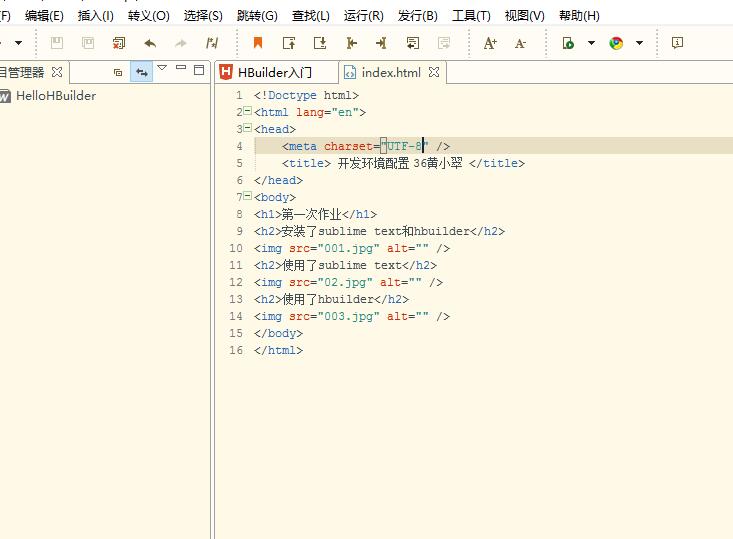 (F) 编辑(E) 插入(I) 转义(O) 选择(S) 跳转(G) 查找(L) 运行(R) 发行(B) 工具(T) 视图(V) 帮助(H)
/*/
A+ A-
目管理器
HBuilder入门 index.html
W HelloHBuilder
1 <!Doctype html>
2 <html lang="en">
3 <head>
4 <meta charset="UTF-8" />
5 <title> 开发环境配置 36黄小翠 </title>
6 </head>
7 <body>
8 <h1>第一次作业</h1>
9 <h2>安装了sublime text和hbuilder</h2>
10 <img src="001.jpg" alt="" />
11 <h2>使用了sublime text</h2>
12 <img src="02.jpg" alt="" />
13 <h2>使用了hbuilder</h2>
14 <img src="003.jpg" alt="" />
15 </body>
16 </html>